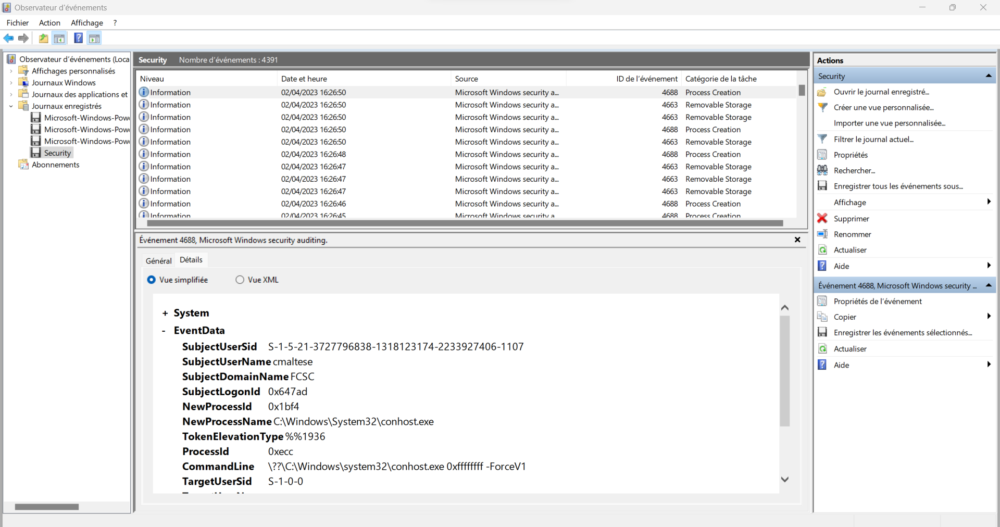 Observateur d'événements
Fichier Action Affichage ?
Observateur d'événements (Loca
Affichages personnalisés
Journaux Windows
Journaux des applications et
Journaux enregistrés
Microsoft-Windows-Pow
Microsoft-Windows-Pow
Microsoft-Windows-Pow
Security
Abonnements
Security Nombre d'événements : 4391
Niveau Date et heure Source ID de l'événement Catégorie de la tâche
Information 02/04/2023 16:26:50 Microsoft Windows security a... 4688 Process Creation
Information 02/04/2023 16:26:50 Microsoft Windows security a... 4663 Removable Storage
Information 02/04/2023 16:26:50 Microsoft Windows security a... 4663 Removable Storage
Information 02/04/2023 16:26:50 Microsoft Windows security a... 4688 Process Creation
Information 02/04/2023 16:26:50 Microsoft Windows security a... 4663 Removable Storage
Information 02/04/2023 16:26:48 Microsoft Windows security a... 4688 Process Creation
Information 02/04/2023 16:26:47 Microsoft Windows security a... 4663 Removable Storage
Information 02/04/2023 16:26:47 Microsoft Windows security a... 4663 Removable Storage
Information 02/04/2023 16:26:47 Microsoft Windows security a... 4663 Removable Storage
Information 02/04/2023 16:26:46 Microsoft Windows security a... 4688 Process Creation
Information 02/04/2023 16:26:45 Microsoft Windows security a 4688 Process Creation
Événement 4688, Microsoft Windows security auditing.
Général Détails
Vue simplifiée Vue XML
+ System
- EventData
SubjectUserSid S-1-5-21-3727796838-1318123174-2233927406-1107
SubjectUserName cmaltese
SubjectDomainName FCSC
SubjectLogonId 0x647ad
NewProcessId 0x1bf4
NewProcessName C:\Windows\System32\conhost.exe
TokenElevationType %%1936
ProcessId 0xecc
CommandLine \??\C:\Windows\system32\conhost.exe 0xffffffff -ForceV1
TargetUserSid S-1-0-0
Actions
Security
Ouvrir le journal enregistré...
Créer une vue personnalisée...
Importer une vue personnalisée...
Filtrer le journal actuel...
Propriétés
Rechercher...
Enregistrer tous les événements sous...
Affichage
Supprimer
Renommer
Actualiser
Aide
Événement 4688, Microsoft Windows security ...
Propriétés de l'événement
Copier
Enregistrer les événements sélectionnés...
Actualiser
Aide